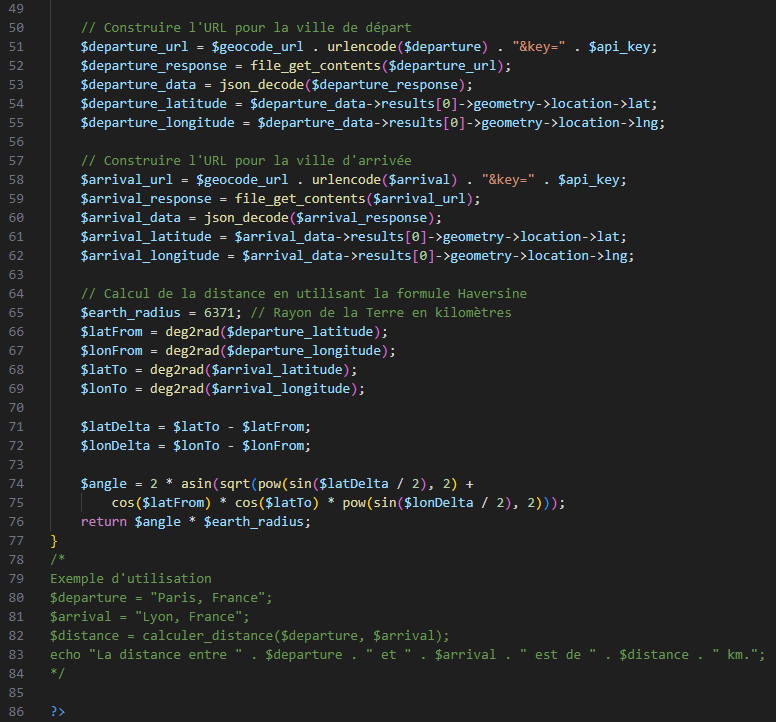 49
50 // Construire l'URL pour la ville de départ
51 $departure_url = $geocode_url . urlencode($departure) . "&key=" . $api_key;
52 $departure_response = file_get_contents($departure_url);
53 $departure_data = json_decode($departure_response);
54 $departure_latitude = $departure_data->results[0]->geometry->location->lat;
55 $departure_longitude = $departure_data->results[0]->geometry->location->lng;
56
57 // Construire l'URL pour la ville d'arrivée
58 $arrival_url = $geocode_url . urlencode($arrival) . "&key=" . $api_key;
59 $arrival_response = file_get_contents($arrival_url);
60 $arrival_data = json_decode($arrival_response);
61 $arrival_latitude = $arrival_data->results[0]->geometry->location->lat;
62 $arrival_longitude = $arrival_data->results[0]->geometry->location->lng;
63
64 // Calcul de la distance en utilisant la formule Haversine
65 $earth_radius = 6371; // Rayon de la Terre en kilomètres
66 $latFrom = deg2rad($departure_latitude);
67 $lonFrom = deg2rad($departure_longitude);
68 $latTo = deg2rad($arrival_latitude);
69 $lonTo = deg2rad($arrival_longitude);
70
71 $latDelta = $latTo - $latFrom;
72 $lonDelta = $lonTo - $lonFrom;
73
74 $angle = 2 * asin(sqrt(pow(sin($latDelta / 2), 2) +
75 cos($latFrom) * cos($latTo) * pow(sin($lonDelta / 2), 2)));
76 return $angle * $earth_radius;
77 }
78 /*
79 Exemple d'utilisation
80 $departure = "Paris, France";
81 $arrival = "Lyon, France";
82 $distance = calculer_distance($departure, $arrival);
83 echo "La distance entre " . $departure . " et " . $arrival . " est de " . $distance . " km.";
84 */
85
86 ?>